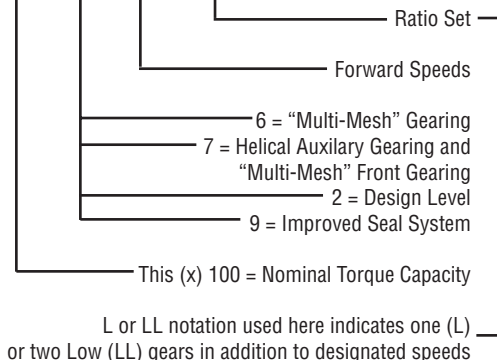 Ratio Set
Forward Speeds
6 = “Multi-Mesh” Gearing
7 = Helical Auxilary Gearing and
“Multi-Mesh” Front Gearing
2 = Design Level
9 = Improved Seal System
This (x) 100 = Nominal Torque Capacity
L or LL notation used here indicates one (L)
or two Low (LL) gears in addition to designated speeds